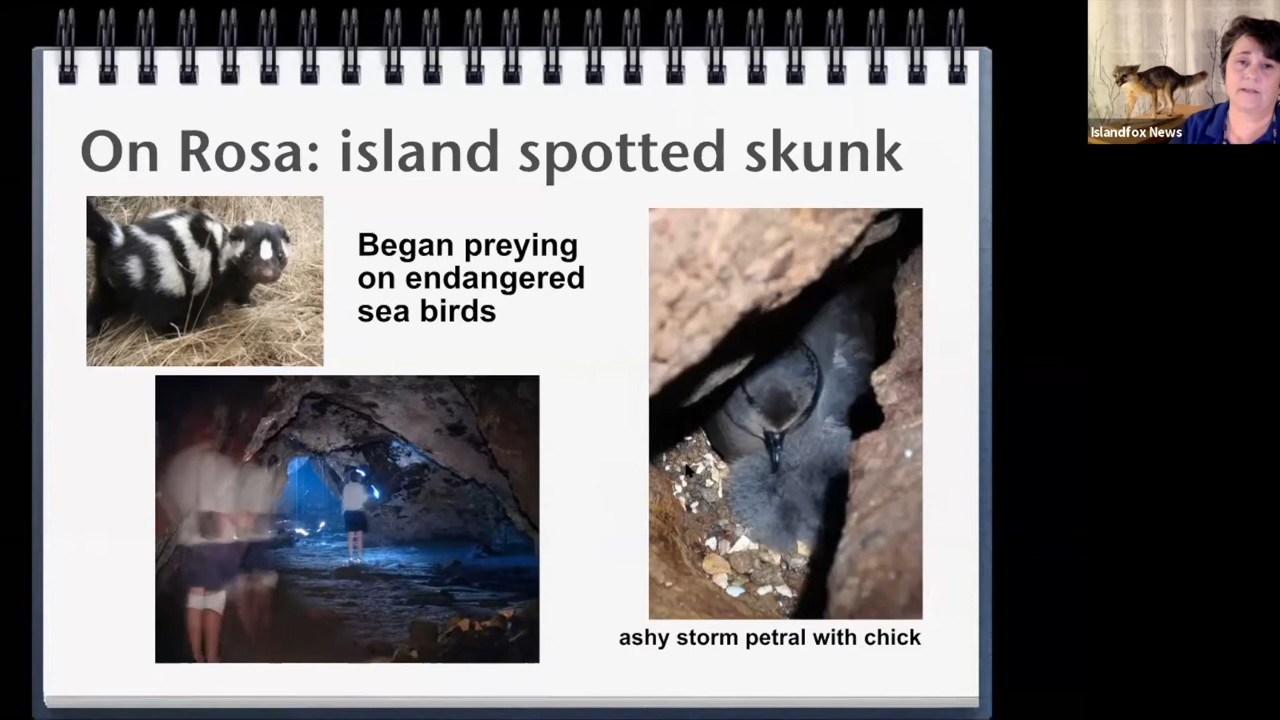 On Rosa: island spotted skunk
Began preying
on endangered
sea birds
ashy storm petral with chick
Islandfox News